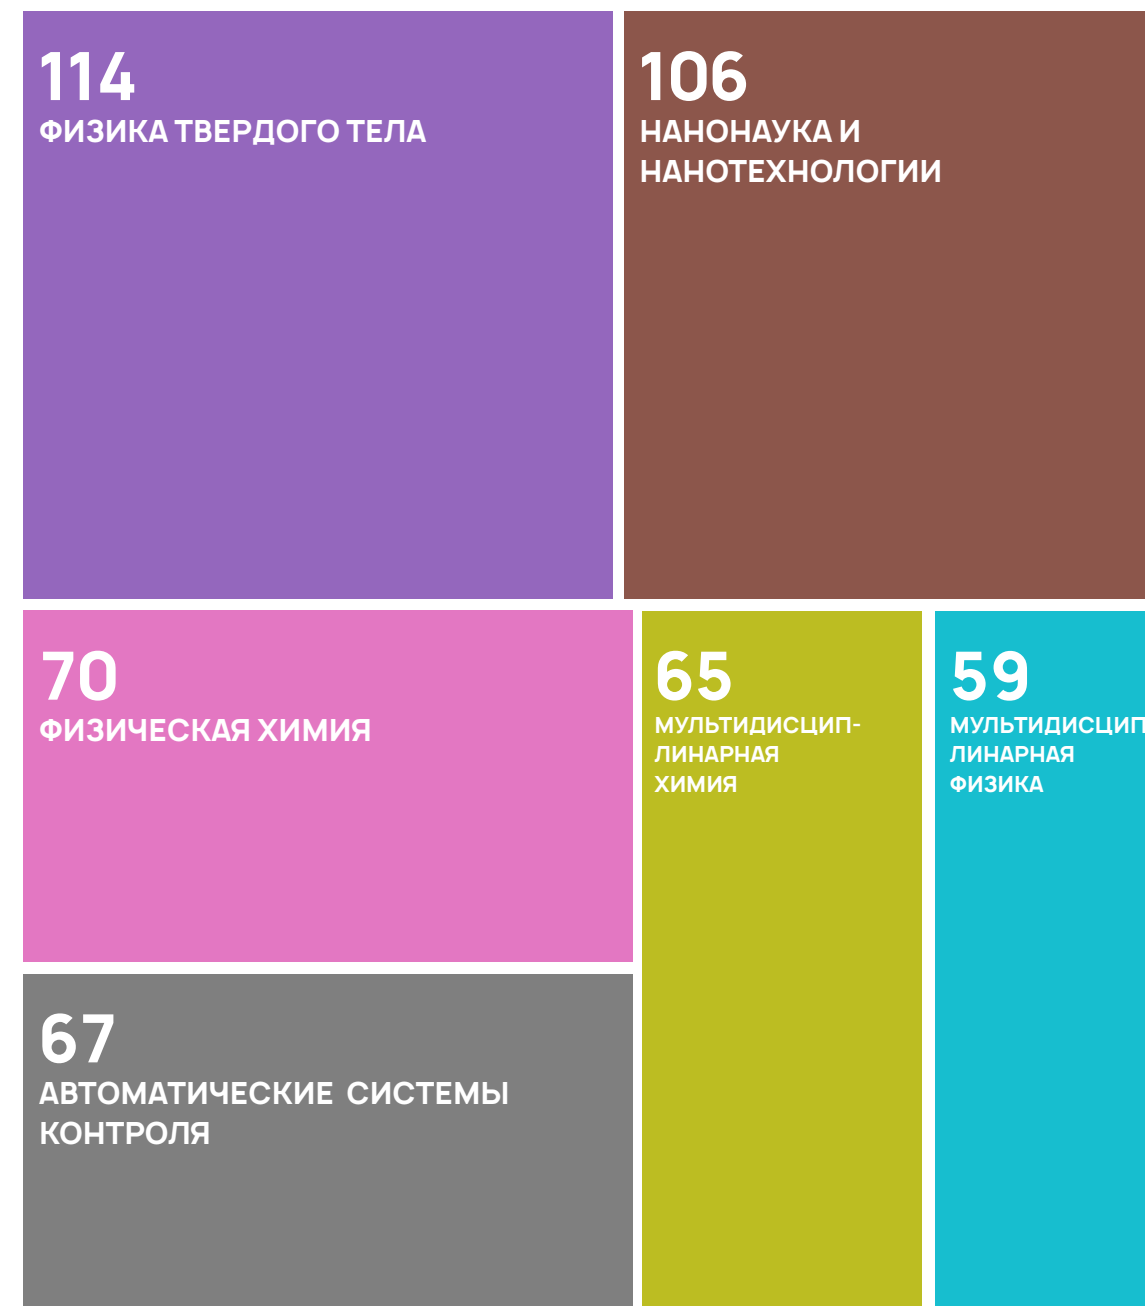 114
ФИЗИКА ТВЕРДОГО ТЕЛА
106
НАНОНАУКА И
НАНОТЕХНОЛОГИИ
70
ФИЗИЧЕСКАЯ ХИМИЯ
65
МУЛЬТИДИСЦИП-
ЛИНАРНАЯ
ХИМИЯ
59
МУЛЬТИДИСЦИП
ЛИНАРНАЯ
ФИЗИКА
67
АВТОМАТИЧЕСКИЕ СИСТЕМЫ
КОНТРОЛЯ